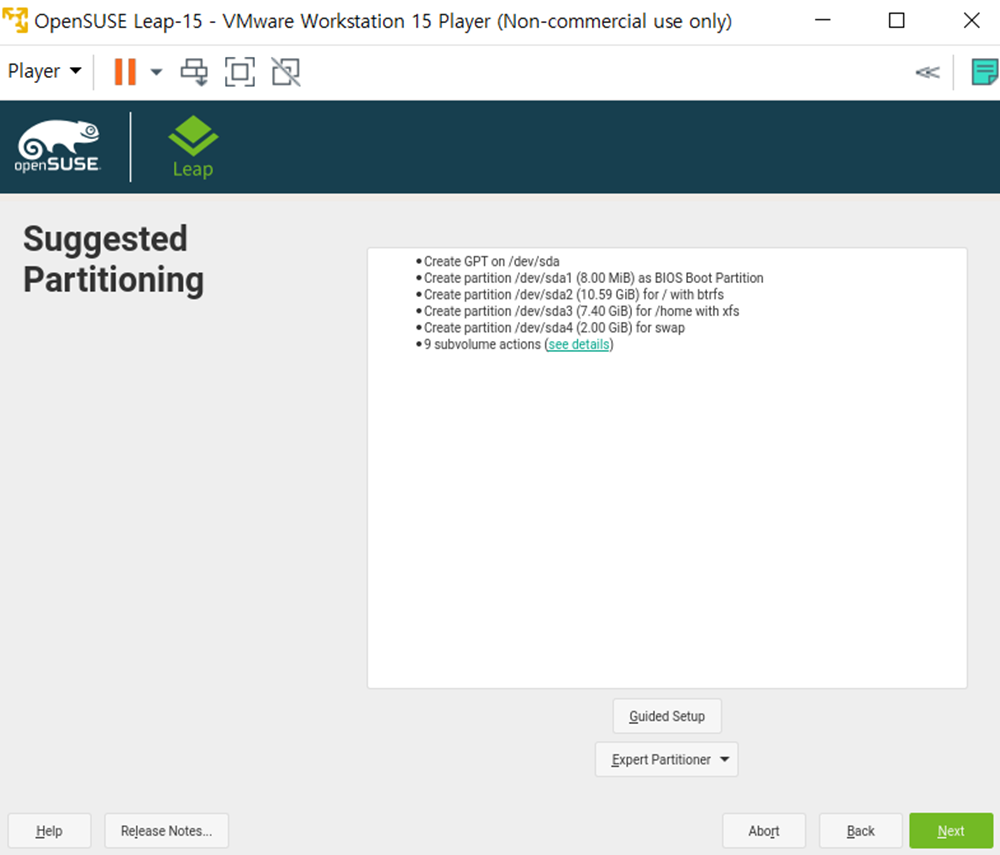 OpenSUSE Leap-15 - VMware Workstation 15 Player (Non-commercial use only)
Player
openSUSE.
Leap
Suggested
Partitioning
• Create GPT on /dev/sda
• Create partition /dev/sda1 (8.00 MiB) as BIOS Boot Partition
• Create partition /dev/sda2 (10.59 GiB) for / with btrfs
• Create partition /dev/sda3 (7.40 GiB) for /home with xfs
• Create partition /dev/sda4 (2.00 GiB) for swap
• 9 subvolume actions (see details)
Guided Setup
Expert Partitioner
Help
Release Notes...
Abort
Back
Next